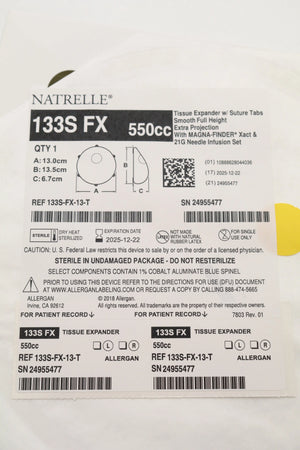 NATRELLE®
133S FX 550cc
Tissue Expander w/ Suture Tabs
Smooth Full Height
Extra Projection
With MAGNA-FINDER® Xact &
21G Needle Infusion Set
QTY 1
A: 13.0cm
B: 13.5cm
C: 6.7cm
A B C
(01) 10888628044036
(17) 2025-12-22
(21) 24955477
REF 133S-FX-13-T SN 24955477
STERILE DRY HEAT STERILIZED
EXPIRATION DATE
2025-12-22
NOT MADE WITH NATURAL RUBBER LATEX
FOR SINGLE USE ONLY
CAUTION: U.S. Federal Law restricts this device to sale by or on the order of a licensed physician.
STERILE IN UNDAMAGED PACKAGE - DO NOT RESTERILIZE
SELECT COMPONENTS CONTAIN 1% COBALT ALUMINATE BLUE SPINEL
PRIOR TO USING THIS DEVICE REFER TO THE DIRECTIONS FOR USE (DFU) DOCUMENT
AT WWW.ALLERGANLABELING.COM OR REQUEST A COPY BY CALLING 888-674-5665
ALLERGAN © 2018 Allergan.
Irvine, CA 92612 All rights reserved. All trademarks are the property of their respective owners.
FOR PATIENT RECORD FOR PATIENT RECORD 7803 Rev. 01
133S FX TISSUE EXPANDER
550cc L R
REF 133S-FX-13-T ALLERGAN
SN 24955477
133S FX TISSUE EXPANDER
550cc L R
REF 133S-FX-13-T ALLERGAN
SN 24955477